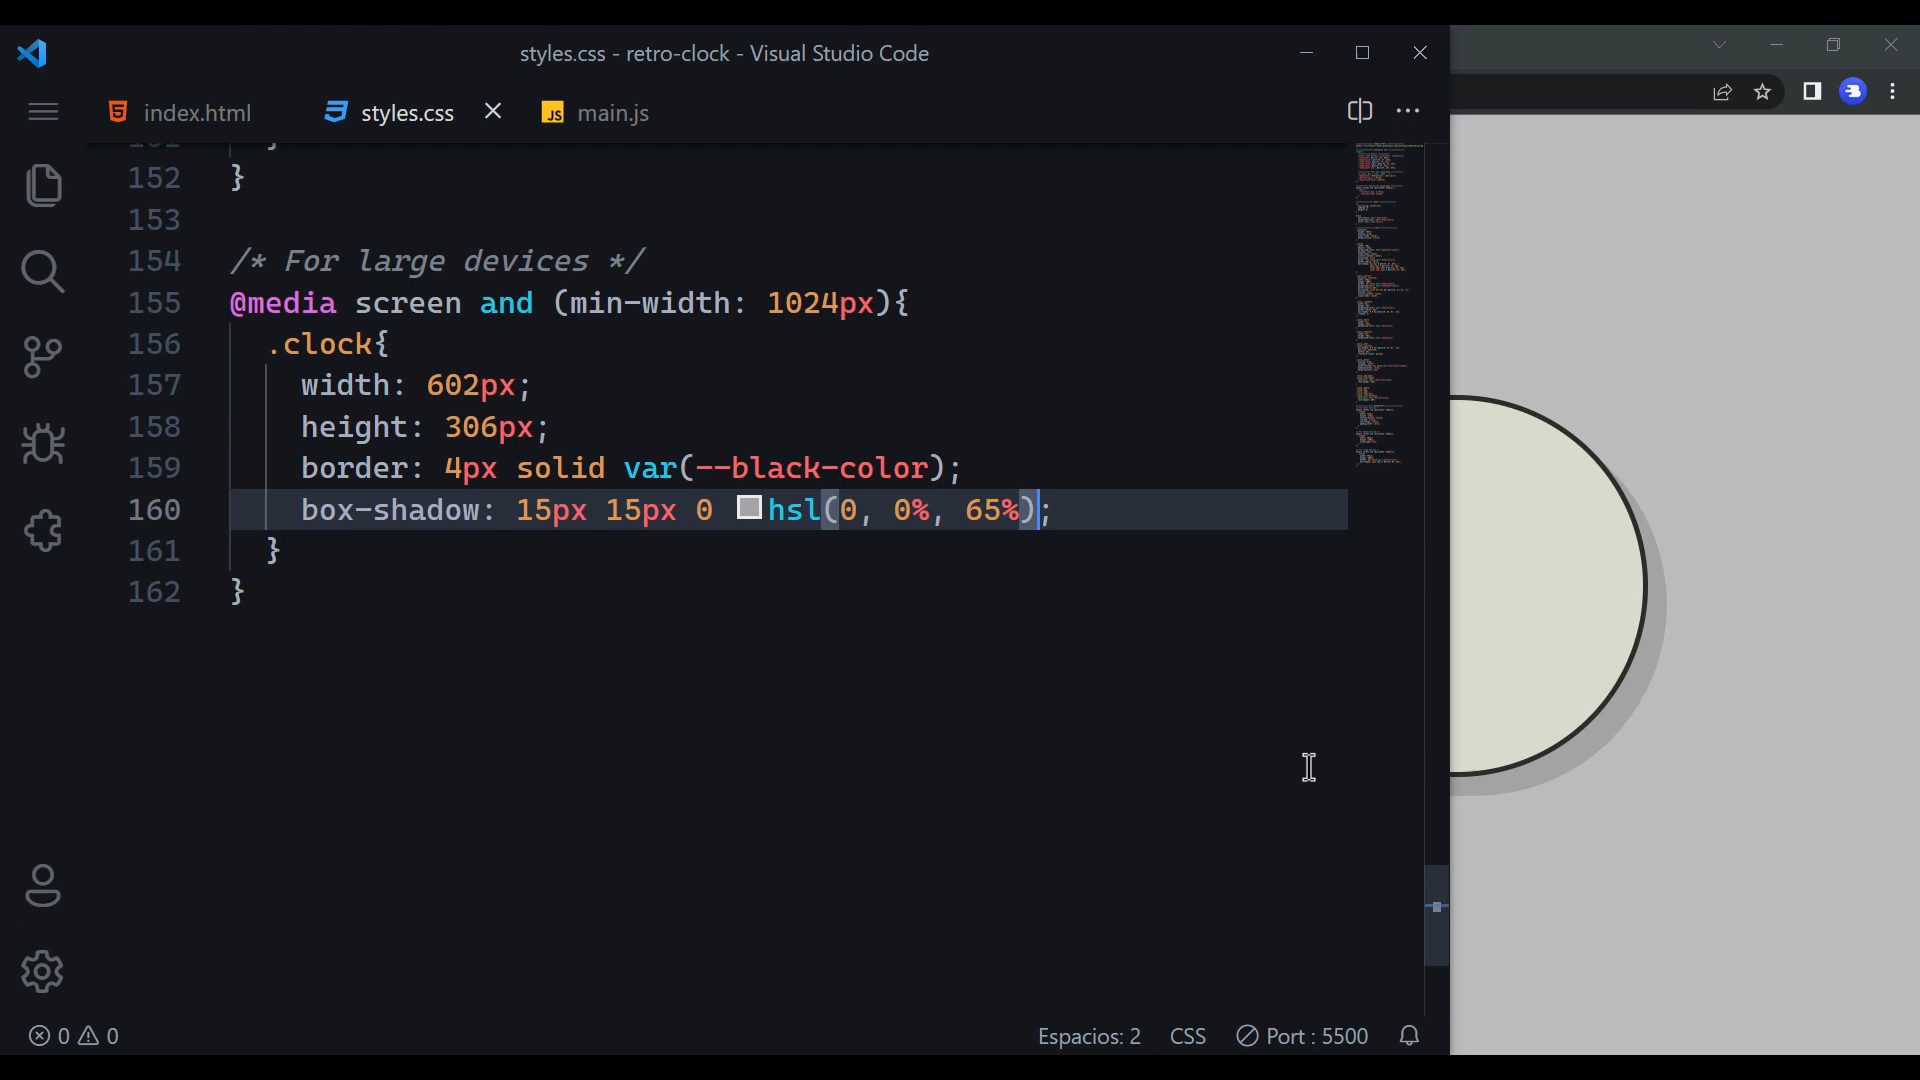 styles.css - retro-clock - Visual Studio Code
index.html
styles.css
JS main.js
152 }
153
154 /* For large devices */
155 @media screen and (min-width: 1024px){
156 .clock{
157 width: 602px;
158 height: 306px;
159 border: 4px solid var(--black-color);
160 box-shadow: 15px 15px 0 hsl(0, 0%, 65%);
161 }
162 }
0 0
Espacios: 2 CSS Port : 5500